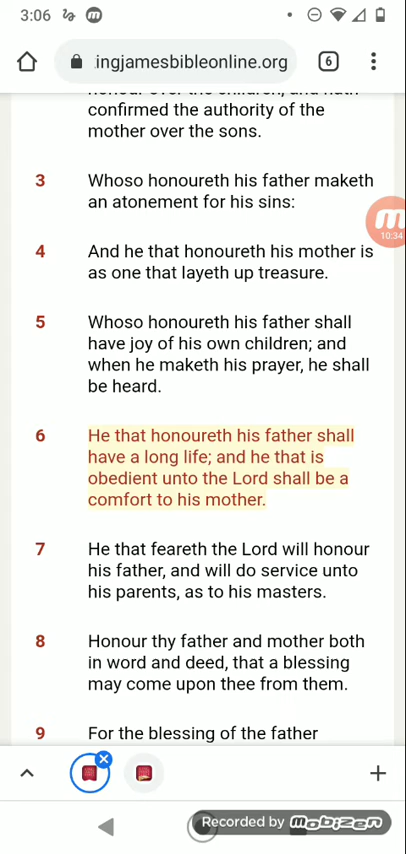 3:06
.ingjamesbibleonline.org
6
confirmed the authority of the
mother over the sons.
3 Whoso honoureth his father maketh
an atonement for his sins:
10:34
4 And he that honoureth his mother is
as one that layeth up treasure.
5 Whoso honoureth his father shall
have joy of his own children; and
when he maketh his prayer, he shall
be heard.
6 He that honoureth his father shall
have a long life; and he that is
obedient unto the Lord shall be a
comfort to his mother.
7 He that feareth the Lord will honour
his father, and will do service unto
his parents, as to his masters.
8 Honour thy father and mother both
in word and deed, that a blessing
may come upon thee from them.
9 For the blessing of the father
Recorded by Mobizen